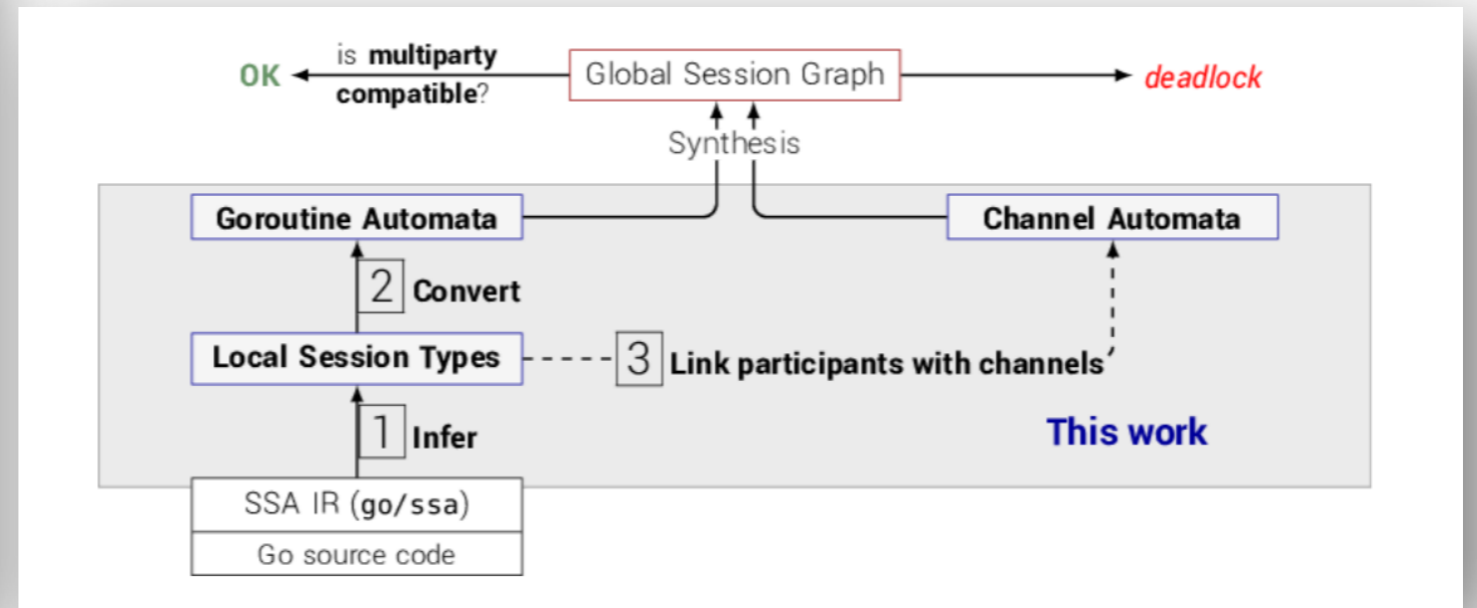 is multiparty
OK
compatible?
Global Session Graph
deadlock
Synthesis
Goroutine Automata
Channel Automata
2 Convert
Local Session Types
3 Link participants with channels
1 Infer
This work
SSA IR (go/ssa)
Go source code